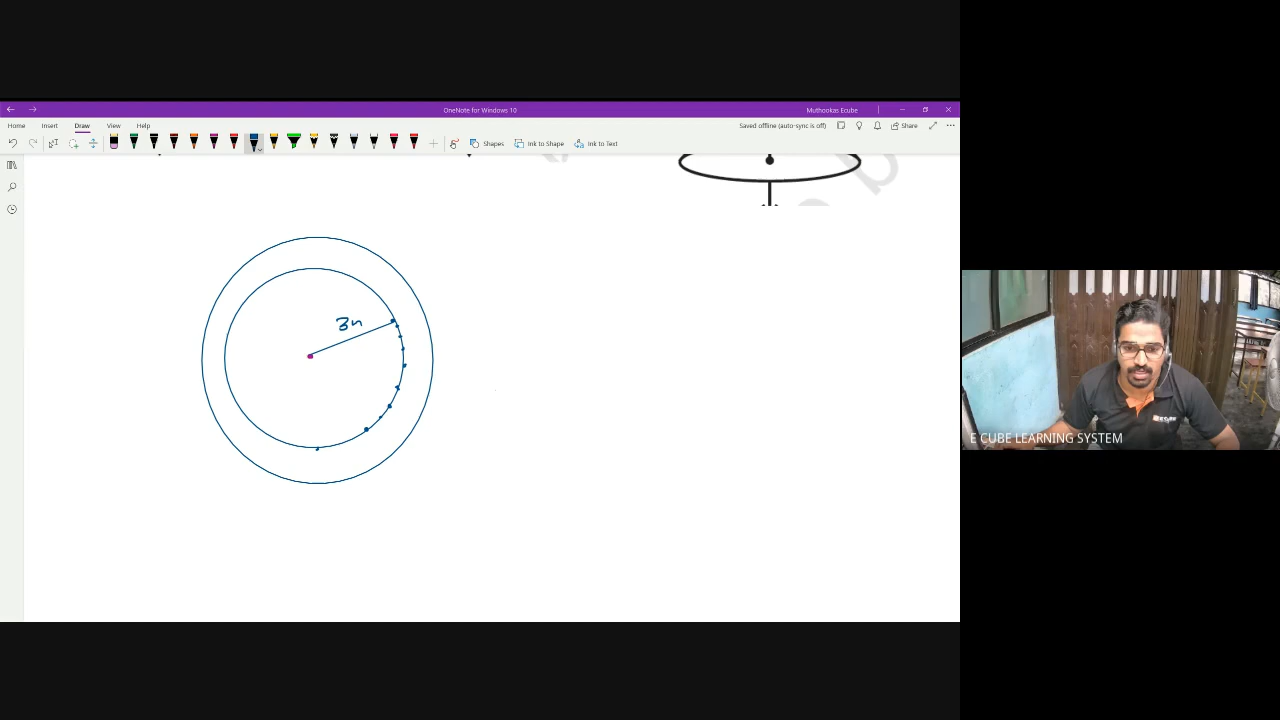 OneNote for Windows 10
Muthookas Ecube
Home Insert Draw View Help
Saved offline (auto-sync is off)
Share
Shapes
Ink to Shape
Ink to Text
3m
E CUBE LEARNING SYSTEM